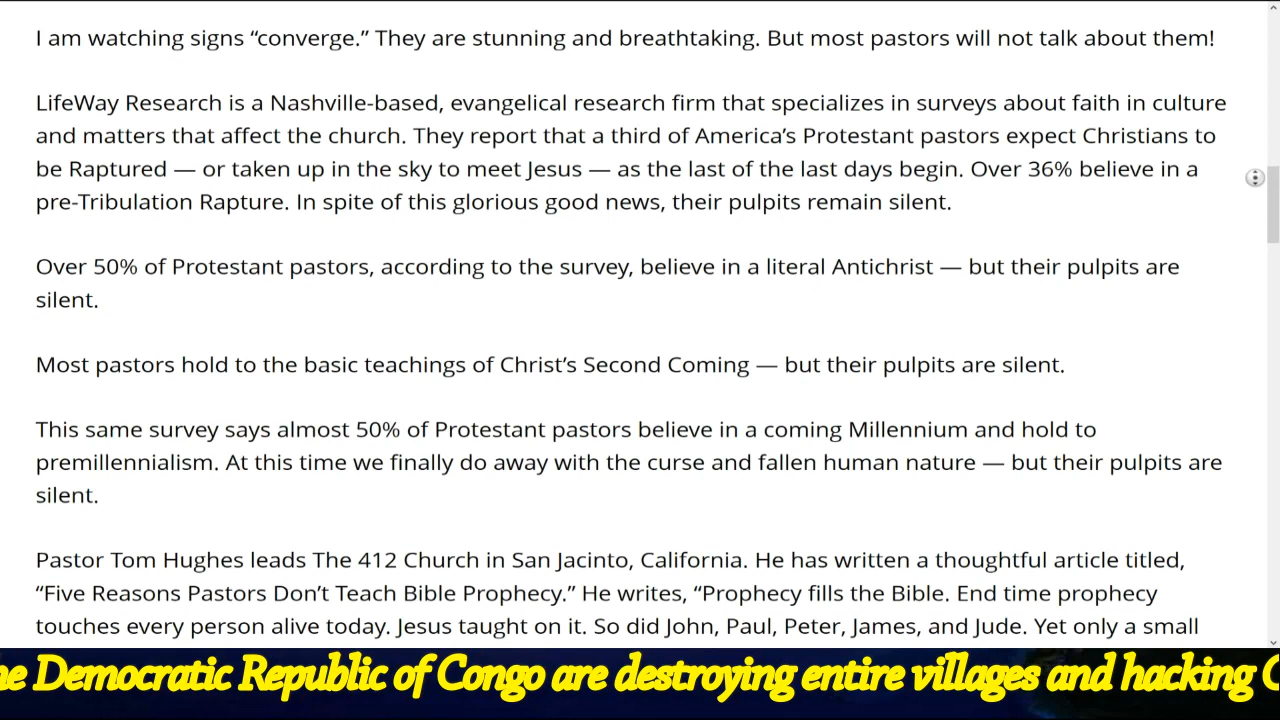 I am watching signs “converge.” They are stunning and breathtaking. But most pastors will not talk about them!
LifeWay Research is a Nashville-based, evangelical research firm that specializes in surveys about faith in culture
and matters that affect the church. They report that a third of America’s Protestant pastors expect Christians to
be Raptured — or taken up in the sky to meet Jesus — as the last of the last days begin. Over 36% believe in a
pre-Tribulation Rapture. In spite of this glorious good news, their pulpits remain silent.
Over 50% of Protestant pastors, according to the survey, believe in a literal Antichrist — but their pulpits are
silent.
Most pastors hold to the basic teachings of Christ’s Second Coming — but their pulpits are silent.
This same survey says almost 50% of Protestant pastors believe in a coming Millennium and hold to
premillennialism. At this time we finally do away with the curse and fallen human nature — but their pulpits are
silent.
Pastor Tom Hughes leads The 412 Church in San Jacinto, California. He has written a thoughtful article titled,
“Five Reasons Pastors Don’t Teach Bible Prophecy.” He writes, “Prophecy fills the Bible. End time prophecy
touches every person alive today. Jesus taught on it. So did John, Paul, Peter, James, and Jude. Yet only a small
Democratic Republic of Congo are destroying entire villages and hacking